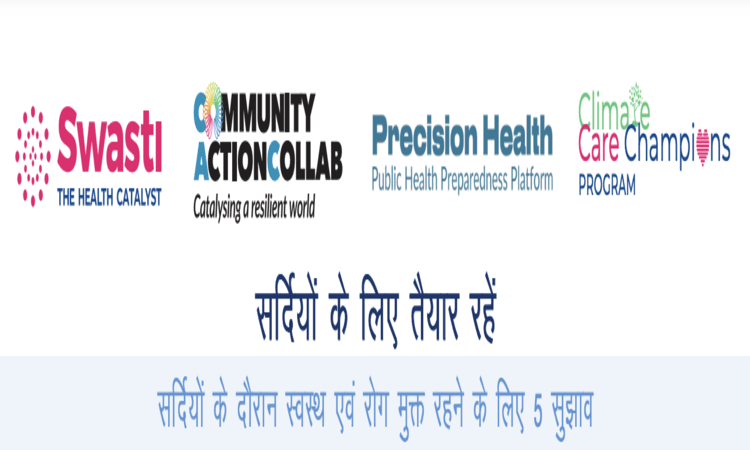 Swasti
THE HEALTH CATALYST
COMMUNITY
ACTIONCOLLAB
Catalysing a resilient world
Precision Health
Public Health Preparedness Platform
Climate
Care Champions
PROGRAM
सर्दियों के लिए तैयार रहें
सर्दियों के दौरान स्वस्थ एवं रोग मुक्त रहने के लिए 5 सुझाव